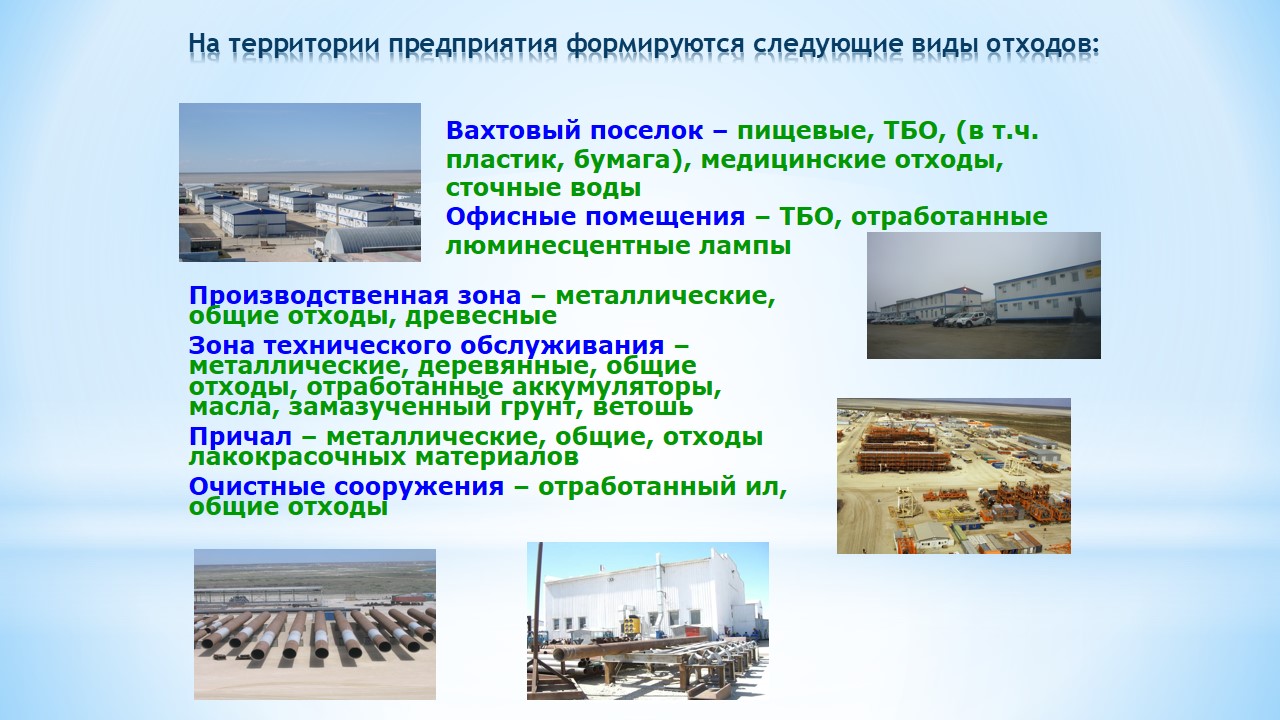 На территории предприятия формируются следующие виды отходов:
Вахтовый поселок – пищевые, ТБО, (в т.ч.
пластик, бумага), медицинские отходы,
сточные воды
Офисные помещения – ТБО, отработанные
люминесцентные лампы
Производственная зона – металлические,
общие отходы, древесные
Зона технического обслуживания –
металлические, деревянные, общие
отходы, отработанные аккумуляторы,
масла, замазученный грунт, ветошь
Причал – металлические, общие, отходы
лакокрасочных материалов
Очистные сооружения – отработанный ил,
общие отходы